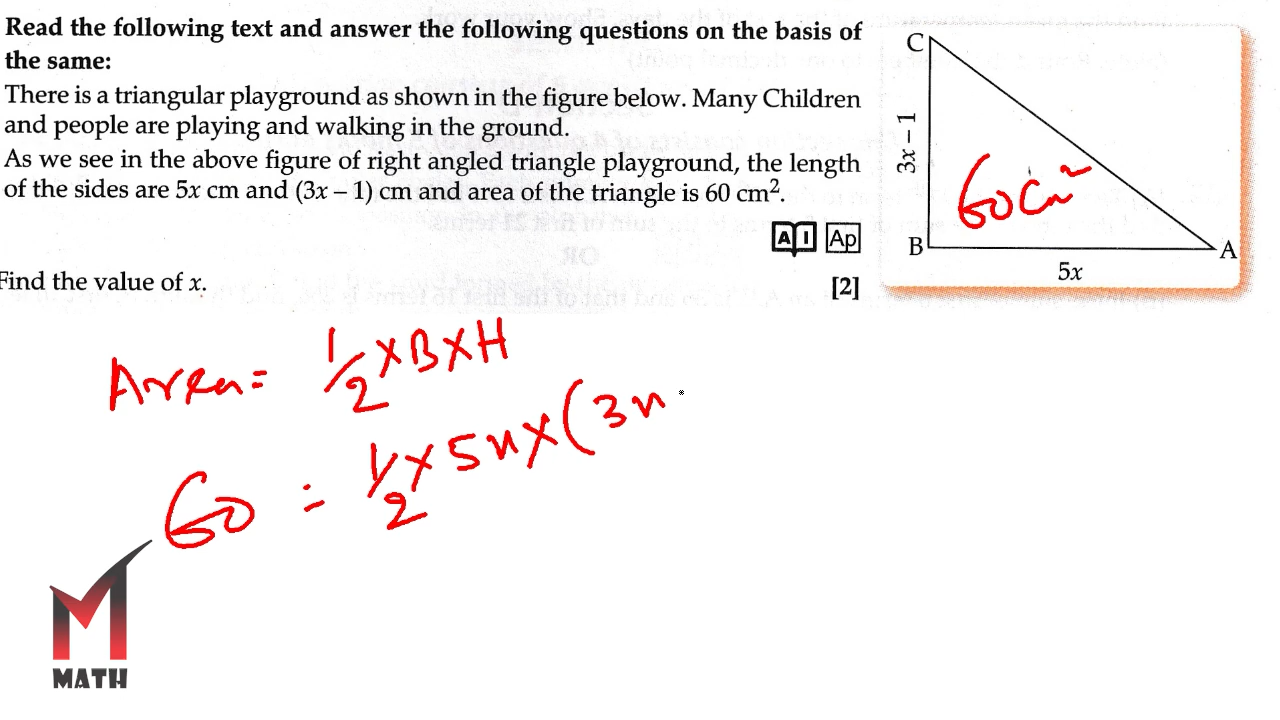 Read the following text and answer the following questions on the basis of
the same:
There is a triangular playground as shown in the figure below. Many Children
and people are playing and walking in the ground.
As we see in the above figure of right angled triangle playground, the length
of the sides are 5x cm and (3x – 1) cm and area of the triangle is 60 cm².
AI Ap
Find the value of x. [2]
C
3x – 1
60 cm²
B
A
5x
Area = 1/2 × B × H
60 = 1/2 × 5x × (3x
MATH